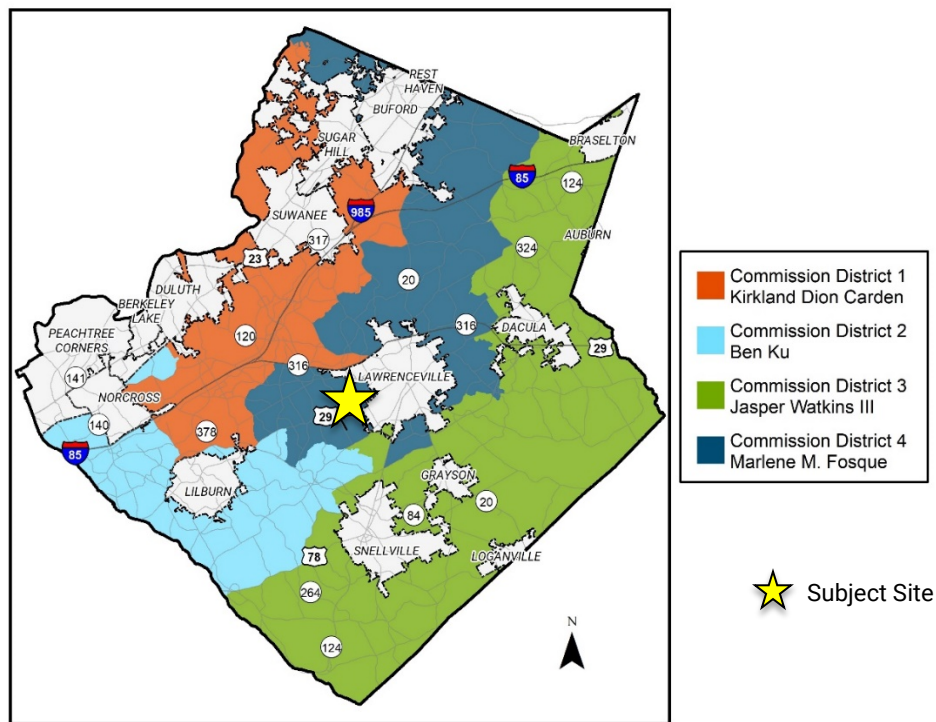 REST
HAVEN
BUFORD
BRASELTON
SUGAR
HILL
85
124
SUWANEE
985
317
AUBURN
23
324
DULUTH
20
BERKELEY
LAKE
PEACHTREE
CORNERS
120
316
DACULA
29
316
141
LAWRENCEVILLE
NORCROSS
29
140
378
85
LILBURN
GRAYSON
20
84
SNELLVILLE
LOGANVILLE
78
264
124
N
Commission District 1
Kirkland Dion Carden
Commission District 2
Ben Ku
Commission District 3
Jasper Watkins III
Commission District 4
Marlene M. Fosque
Subject Site